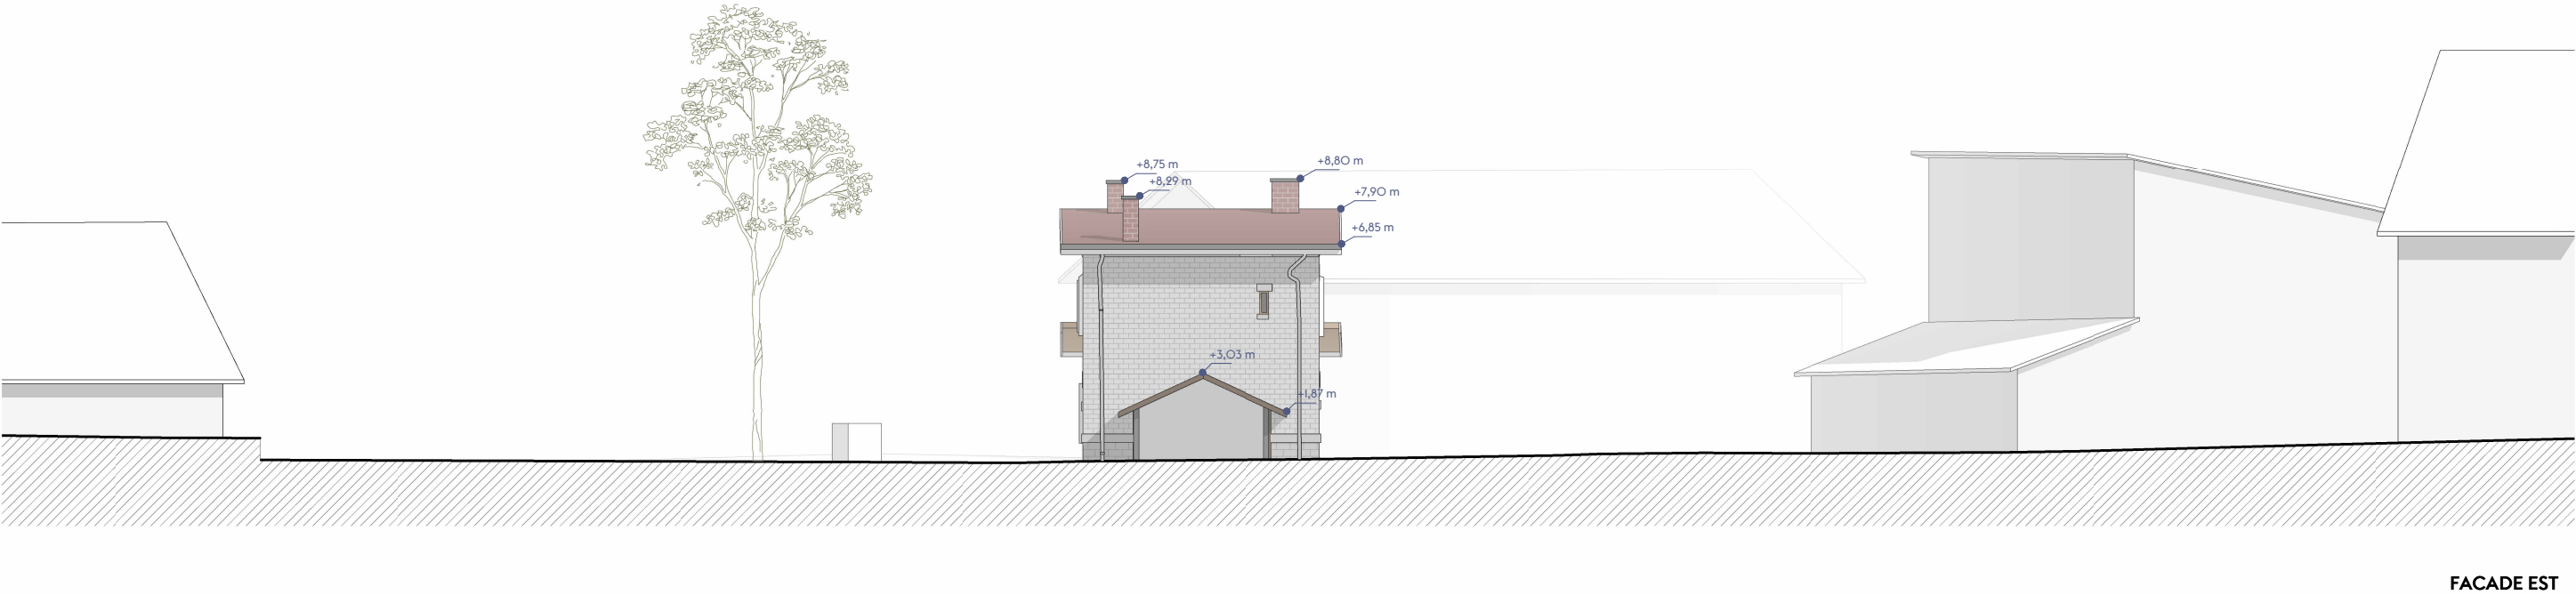 +8,75 m
+8,80 m
+8,29 m
+7,90 m
+6,85 m
+3,03 m
+1,87 m
FACADE EST